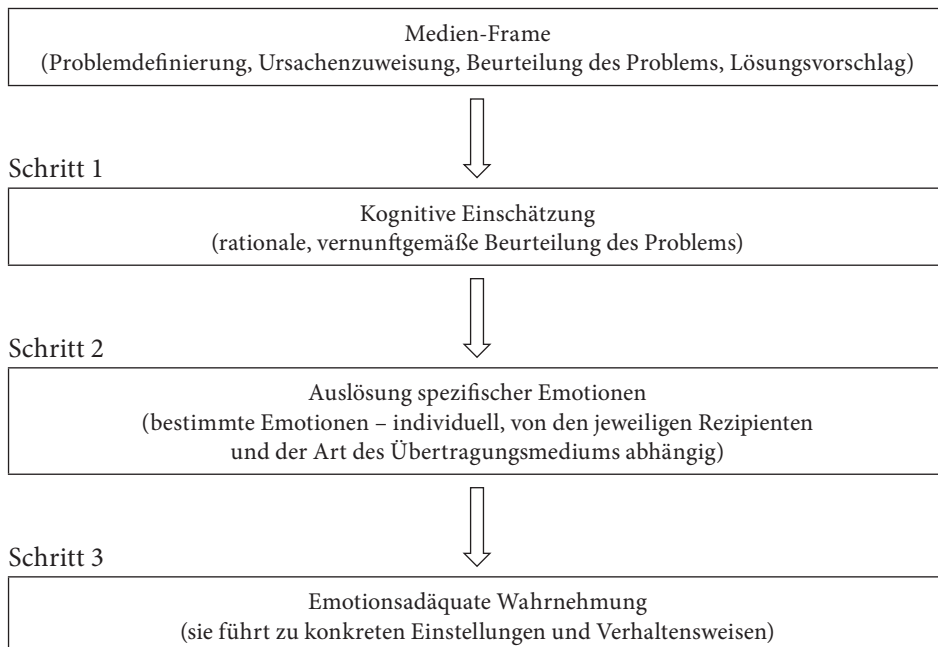 Medien-Frame
(Problemdefinierung, Ursachenzuweisung, Beurteilung des Problems, Lösungsvorschlag)
Schritt 1
Kognitive Einschätzung
(rationale, vernunftgemäße Beurteilung des Problems)
Schritt 2
Auslösung spezifischer Emotionen
(bestimmte Emotionen – individuell, von den jeweiligen Rezipienten
und der Art des Übertragungsmediums abhängig)
Schritt 3
Emotionsadäquate Wahrnehmung
(sie führt zu konkreten Einstellungen und Verhaltensweisen)